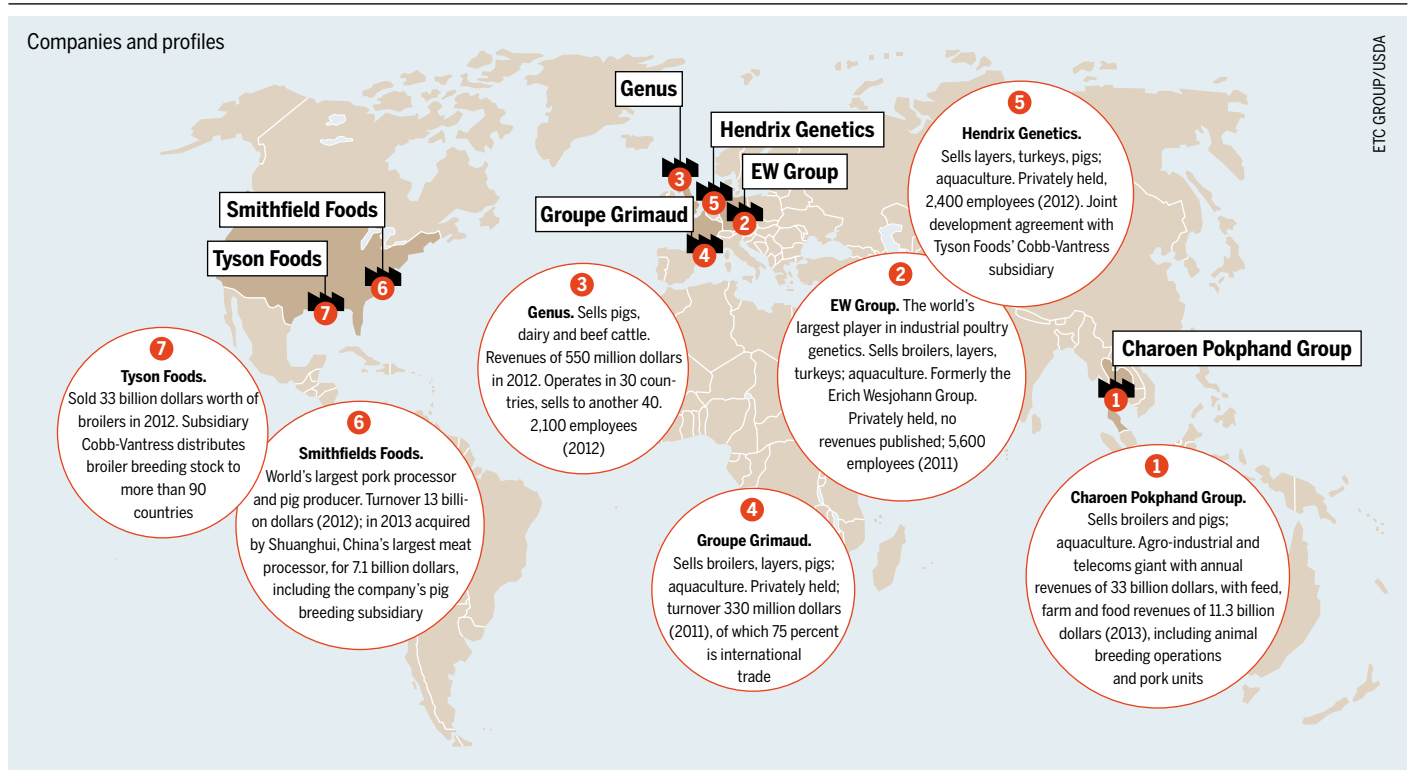 Companies and profiles
ETC GROUP/USDA
Genus
Hendrix Genetics
EW Group
Groupe Grimaud
Smithfield Foods
Tyson Foods
Charoen Pokphand Group
3
5
2
4
6
7
1
5
Hendrix Genetics.
Sells layers, turkeys, pigs;
aquaculture. Privately held,
2,400 employees (2012). Joint
development agreement with
Tyson Foods’ Cobb-Vantress
subsidiary
2
EW Group. The world’s
largest player in industrial poultry
genetics. Sells broilers, layers,
turkeys; aquaculture. Formerly the
Erich Wesjohann Group.
Privately held, no
revenues published; 5,600
employees (2011)
3
Genus. Sells pigs,
dairy and beef cattle.
Revenues of 550 million dollars
in 2012. Operates in 30 coun-
tries, sells to another 40.
2,100 employees
(2012)
7
Tyson Foods.
Sold 33 billion dollars worth of
broilers in 2012. Subsidiary
Cobb-Vantress distributes
broiler breeding stock to
more than 90
countries
6
Smithfields Foods.
World’s largest pork processor
and pig producer. Turnover 13 billi-
on dollars (2012); in 2013 acquired
by Shuanghui, China’s largest meat
processor, for 7.1 billion dollars,
including the company’s pig
breeding subsidiary
4
Groupe Grimaud.
Sells broilers, layers, pigs;
aquaculture. Privately held;
turnover 330 million dollars
(2011), of which 75 percent
is international
trade
1
Charoen Pokphand Group.
Sells broilers and pigs;
aquaculture. Agro-industrial and
telecoms giant with annual
revenues of 33 billion dollars, with feed,
farm and food revenues of 11.3 billion
dollars (2013), including animal
breeding operations
and pork units